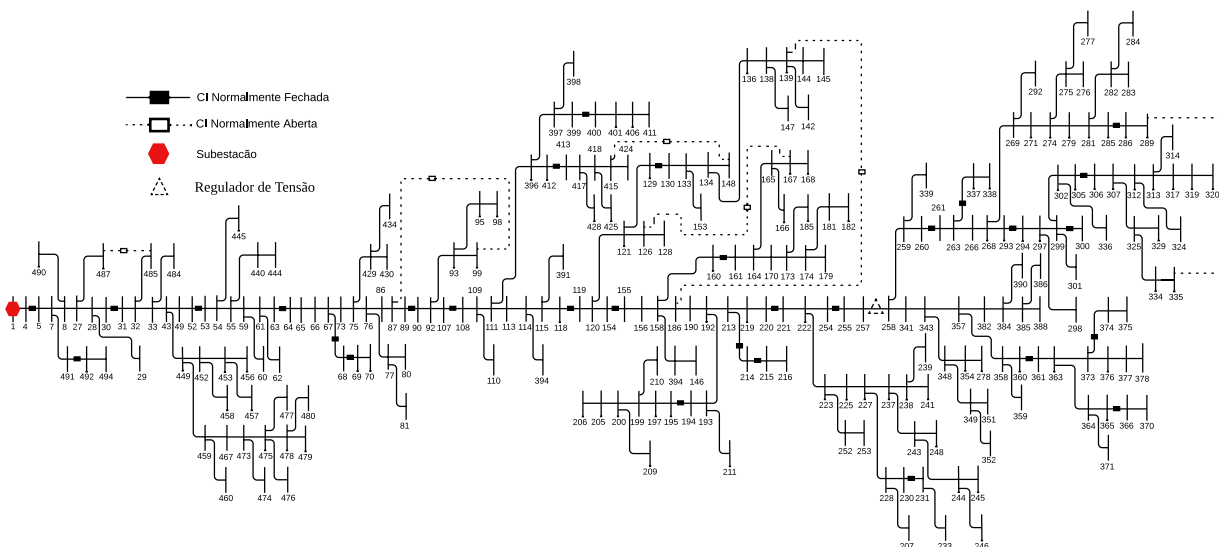 277 284
398 136 138 139 144 145 292 275 276 282 283
CI Normalmente Fechada
CI Normalmente Aberta
Subestação
Regulador de Tensão
397 399 400 401 406 411
413 418 424
147 142
269 271 274 279 281 285 286 289
314
396 412 417 415 129 130 133 134 148 165 167 168
339 337 338 302 305 306 307 312 313 317 319 320
261
445 434 95 98 428 425 153 166 185 181 182
490 487 485 484 440 444 429 430 93 99 121 126 128
259 260 263 266 268 293 294 297 299 300 336 325 329 324
391 160 161 164 170 173 174 179
390 386 301 334 335
86 109 119 155
1 4 5 7 8 27 28 30 31 32 33 43 49 52 53 54 55 59 61 63 64 65 66 67 73 75 76 87 89 90 92 107 108 111 113 114 115 118 120 154 156 158 186 190 192 213 219 220 221 222 254 255 257 258 341 343 357 382 384 385 388 298 374 375
491 492 494 29 449 452 453 456 60 62 68 69 70 77 80 110 394 210 394 146 214 215 216 239 348 354 278 358 360 361 363 373 376 377 378
458 457 477 480 81 206 205 200 199 197 195 194 193 223 225 227 237 238 241 349 351 359 364 365 366 370
459 467 473 475 478 479 209 211 252 253 243 248 352 371
460 474 476 228 230 231 244 245
207 233 246